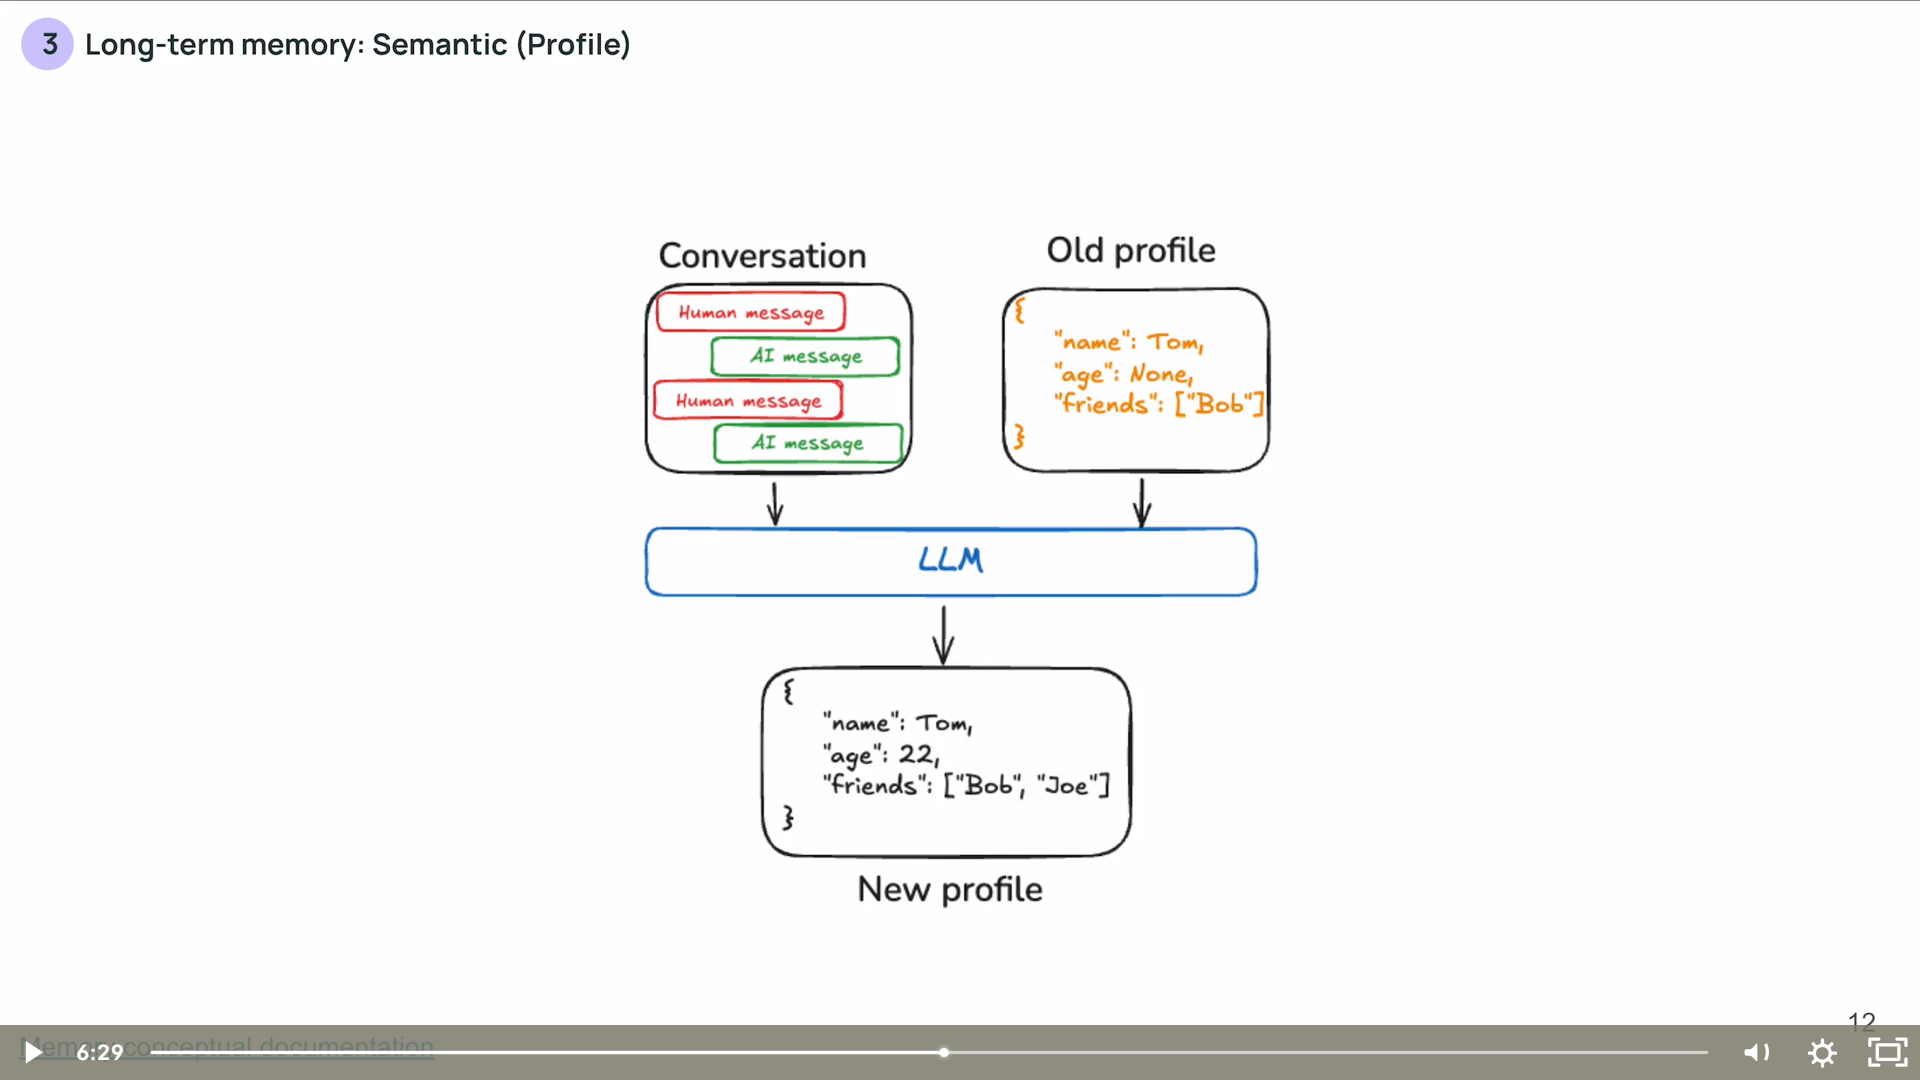 3 Long-term memory: Semantic (Profile)
Conversation
Human message
AI message
Human message
AI message
Old profile
{
"name": Tom,
"age": None,
"friends": ["Bob"]
}
LLM
{
"name": Tom,
"age": 22,
"friends": ["Bob", "Joe"]
}
New profile
12
Memory conceptual documentation
6:29